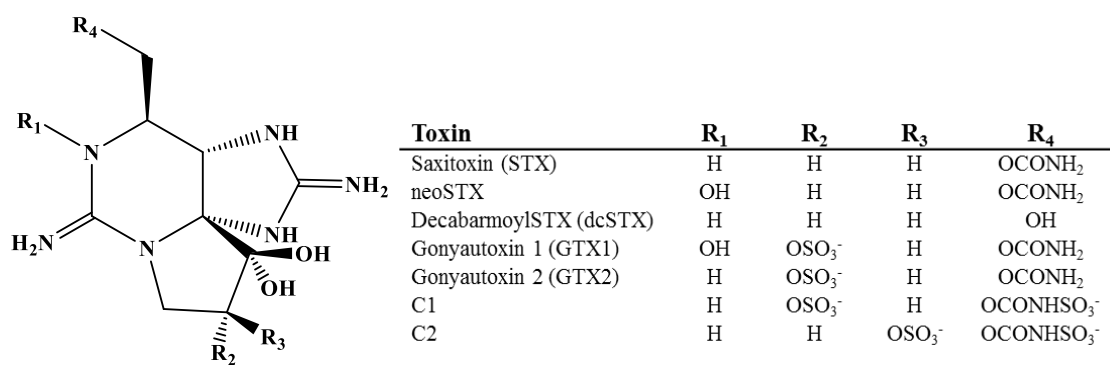 R4
R1
N
NH
NH2
NH
H2N
N
OH
OH
R3
R2
Toxin R1 R2 R3 R4
Saxitoxin (STX) H H H OCONH2
neoSTX OH H H OCONH2
DecabarmoylSTX (dcSTX) H H H OH
Gonyautoxin 1 (GTX1) OH OSO3- H OCONH2
Gonyautoxin 2 (GTX2) H OSO3- H OCONH2
C1 H OSO3- H OCONHSO3-
C2 H H OSO3- OCONHSO3-